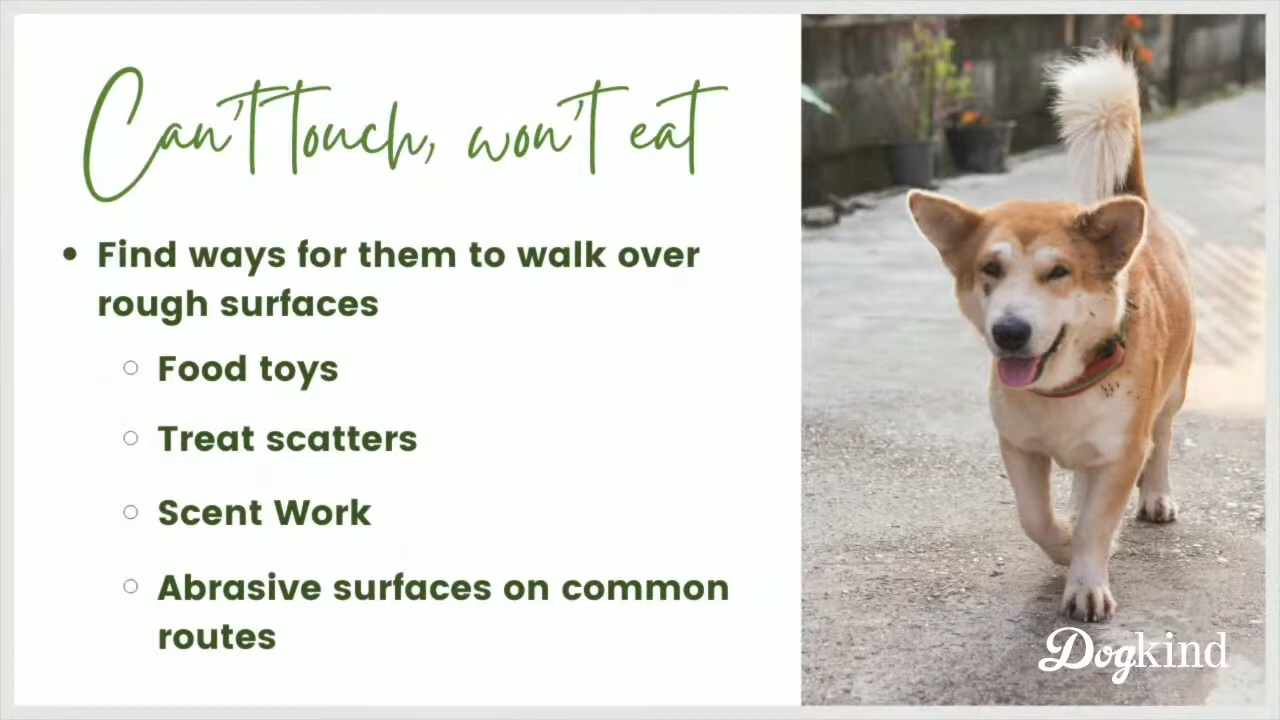 Can't touch, won't eat
• Find ways for them to walk over
rough surfaces
○ Food toys
○ Treat scatters
○ Scent Work
○ Abrasive surfaces on common
routes
Dogkind